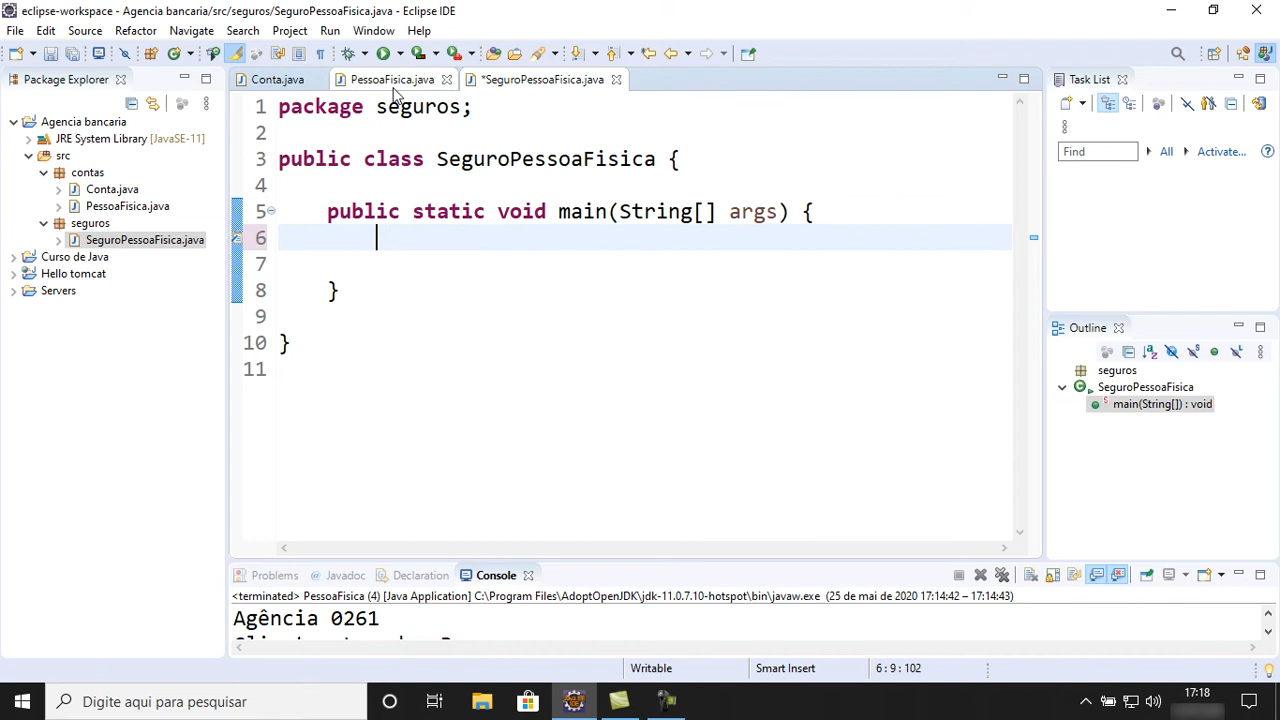 eclipse-workspace - Agencia bancaria/src/seguros/SeguroPessoaFisica.java - Eclipse IDE
File Edit Source Refactor Navigate Search Project Run Window Help
Package Explorer
Agencia bancaria
JRE System Library [JavaSE-11]
src
contas
Conta.java
PessoaFisica.java
seguros
SeguroPessoaFisica.java
Curso de Java
Hello tomcat
Servers
Conta.java PessoaFisica.java *SeguroPessoaFisica.java
1 package seguros;
2
3 public class SeguroPessoaFisica {
4
5 public static void main(String[] args) {
6
7
8 }
9
10 }
11
Task List
Find All Activate...
Outline
seguros
SeguroPessoaFisica
main(String[]) : void
Problems Javadoc Declaration Console
<terminated> PessoaFisica (4) [Java Application] C:\Program Files\AdoptOpenJDK\jdk-11.0.7.10-hotspot\bin\javaw.exe (25 de mai de 2020 17:14:42 – 17:14:43)
Agência 0261
Writable Smart Insert 6 : 9 : 102
Digite aqui para pesquisar
17:18